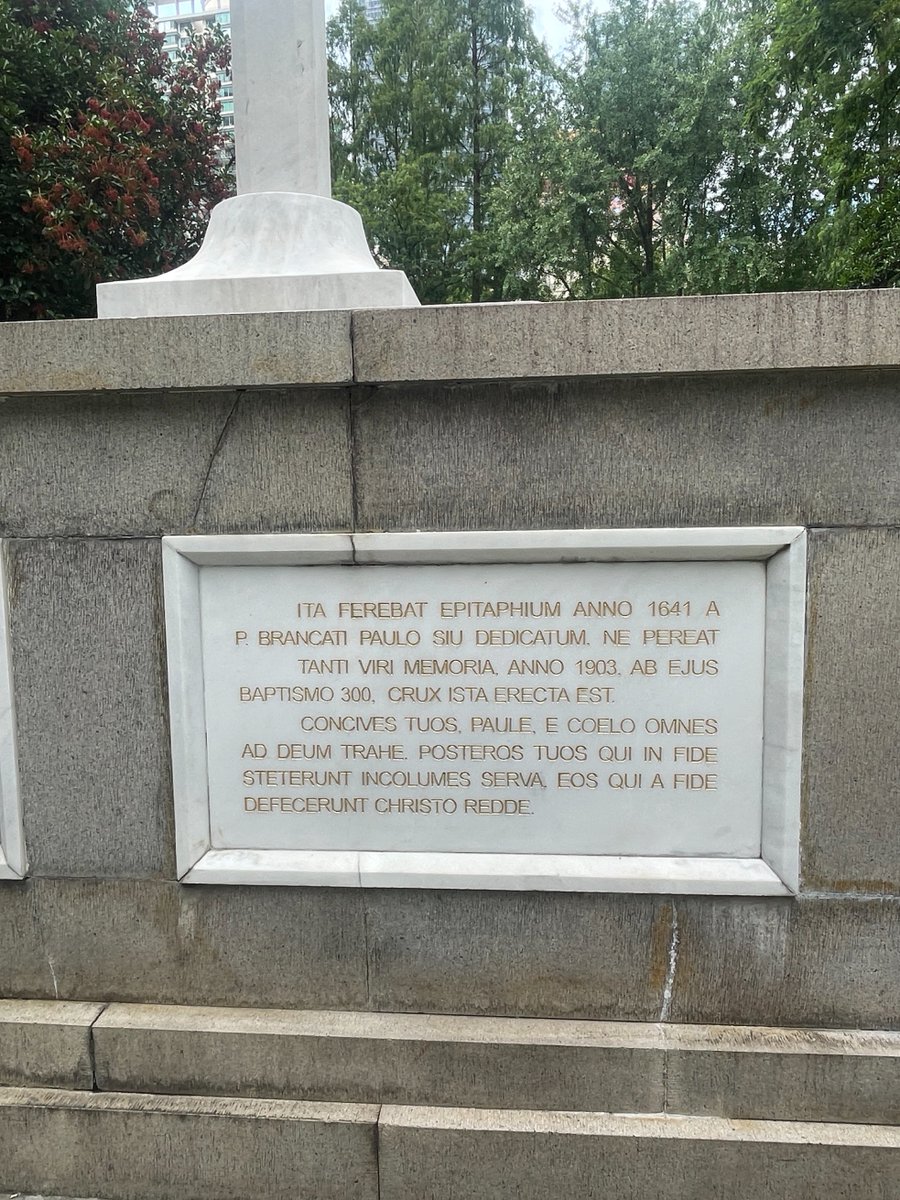 ITA FEREBAT EPITAPHIUM ANNO 1641 A
P. BRANCATI PAULO SIU DEDICATUM. NE PEREAT
TANTI VIRI MEMORIA, ANNO 1903, AB EJUS
BAPTISMO 300, CRUX ISTA ERECTA EST.
CONCIVES TUOS, PAULE, E COELO OMNES
AD DEUM TRAHE. POSTEROS TUOS QUI IN FIDE
STETERUNT INCOLUMES SERVA, EOS QUI A FIDE
DEFECERUNT CHRISTO REDDE.